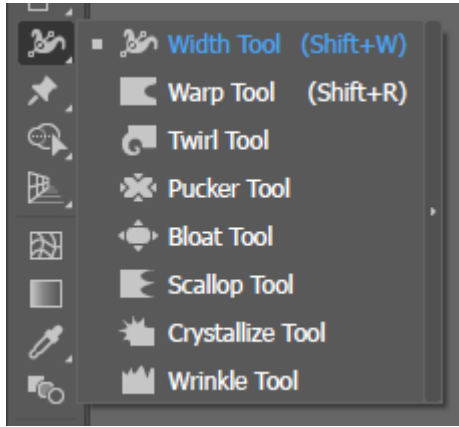 Width Tool (Shift+W)
Warp Tool (Shift+R)
Twirl Tool
Pucker Tool
Bloat Tool
Scallop Tool
Crystallize Tool
Wrinkle Tool